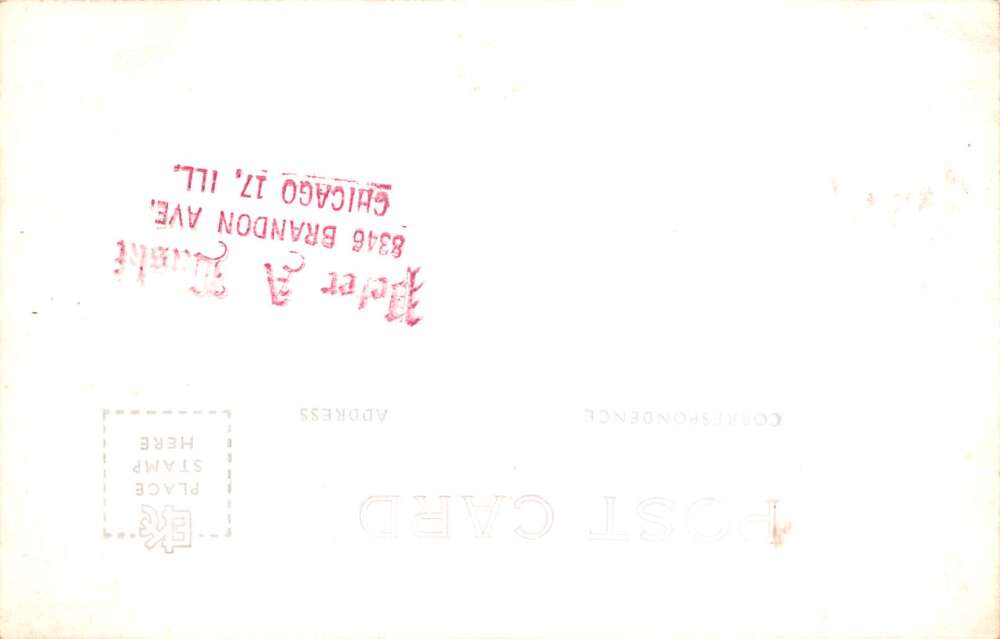 POST CARD
CORRESPONDENCE
ADDRESS
EKC
PLACE
STAMP
HERE
Peter A
8346 BRANDON AVE.
CHICAGO 17, ILL.